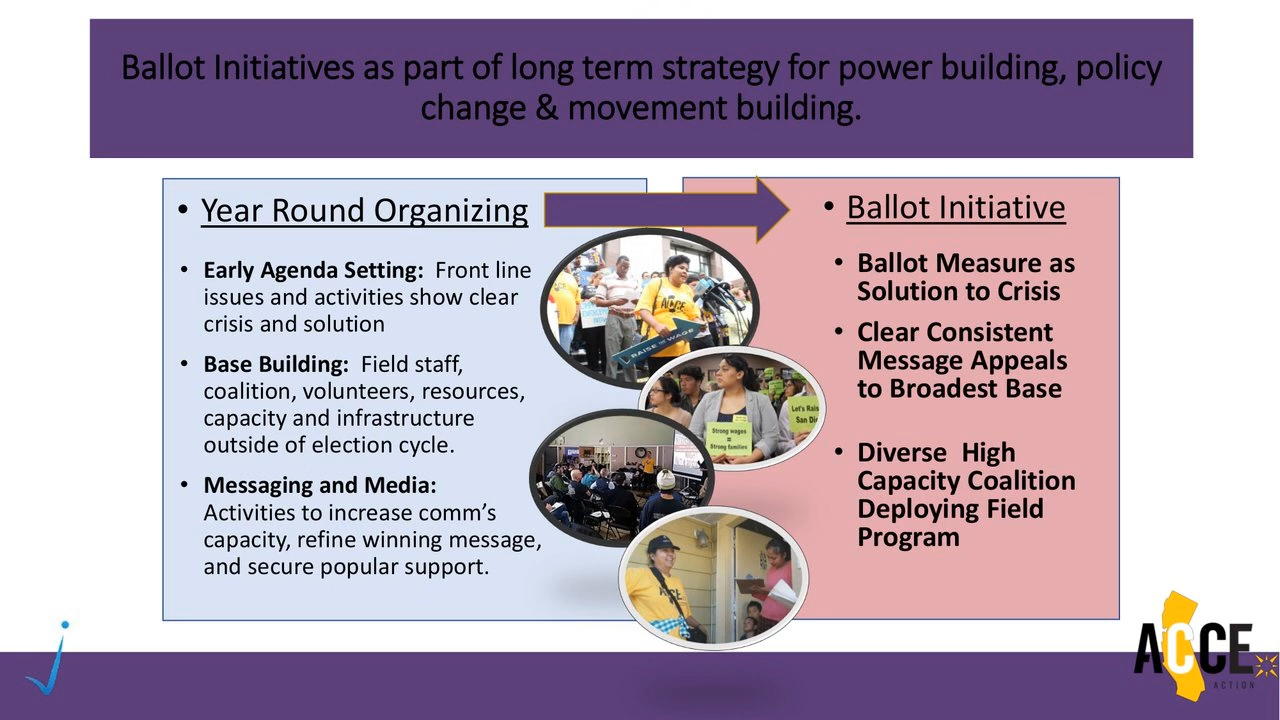 Ballot Initiatives as part of long term strategy for power building, policy
change & movement building.
• Year Round Organizing
• Early Agenda Setting:  Front line
issues and activities show clear
crisis and solution
• Base Building:  Field staff,
coalition, volunteers, resources,
capacity and infrastructure
outside of election cycle.
• Messaging and Media:
Activities to increase comm’s
capacity, refine winning message,
and secure popular support.
ACCE
RAISE THE WAGE
Strong wages
=
Strong families
Let's Rais
San Di
• Ballot Initiative
• Ballot Measure as
Solution to Crisis
• Clear Consistent
Message Appeals
to Broadest Base
• Diverse  High
Capacity Coalition
Deploying Field
Program
ACCE
ACTION